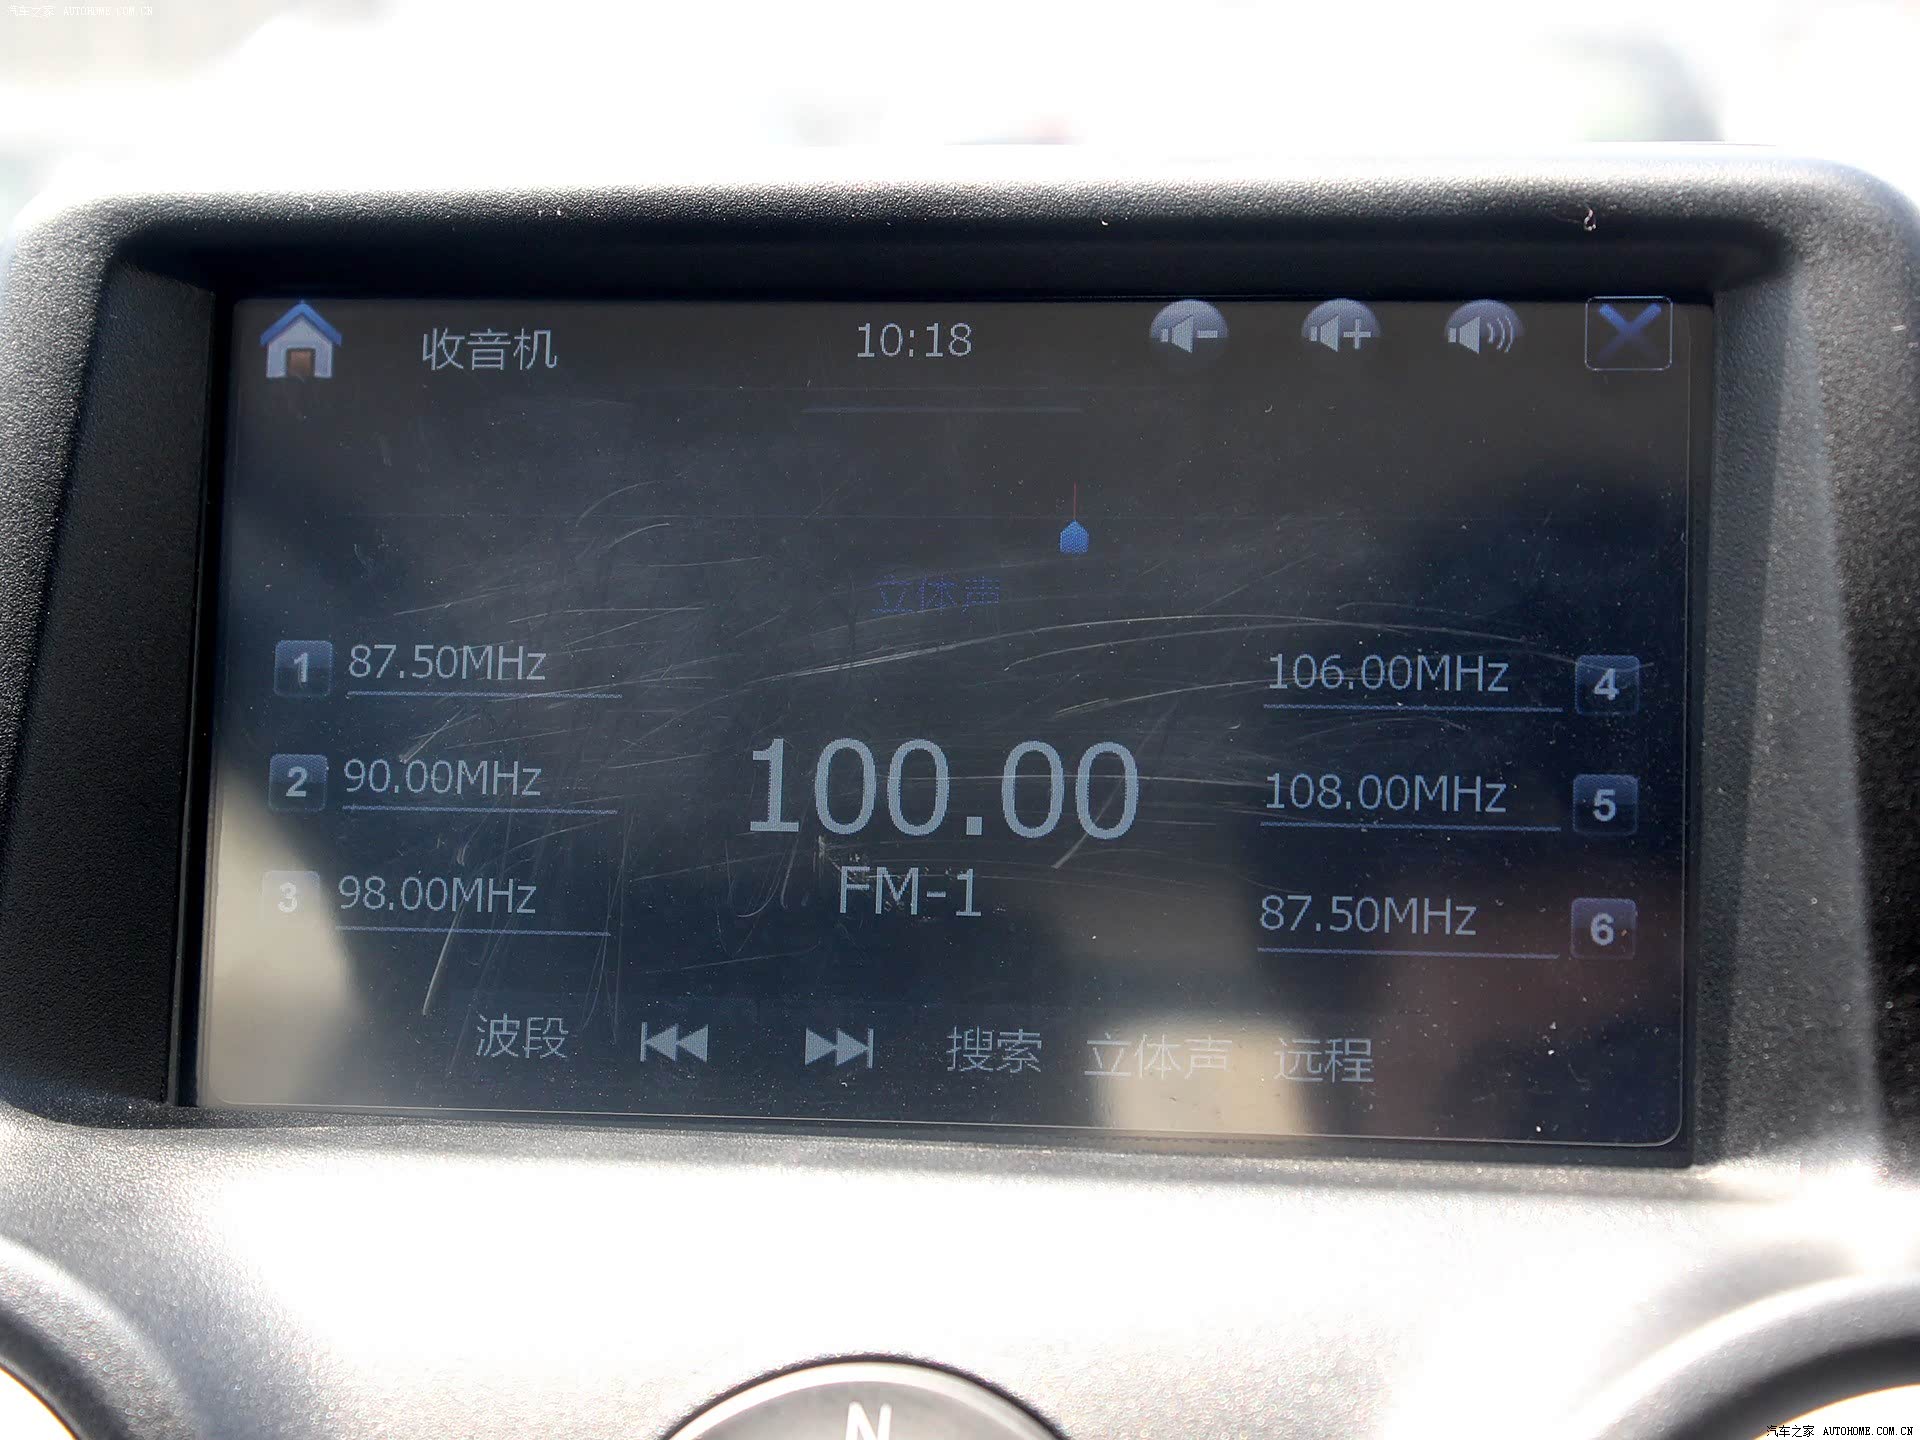 汽车之家 AUTOHOME.COM.CN
收音机 10:18
立体声
1 87.50MHz
106.00MHz 4
2 90.00MHz
100.00
108.00MHz 5
3 98.00MHz
FM-1
87.50MHz 6
波段 搜索 立体声 远程
N
汽车之家 AUTOHOME.COM.CN